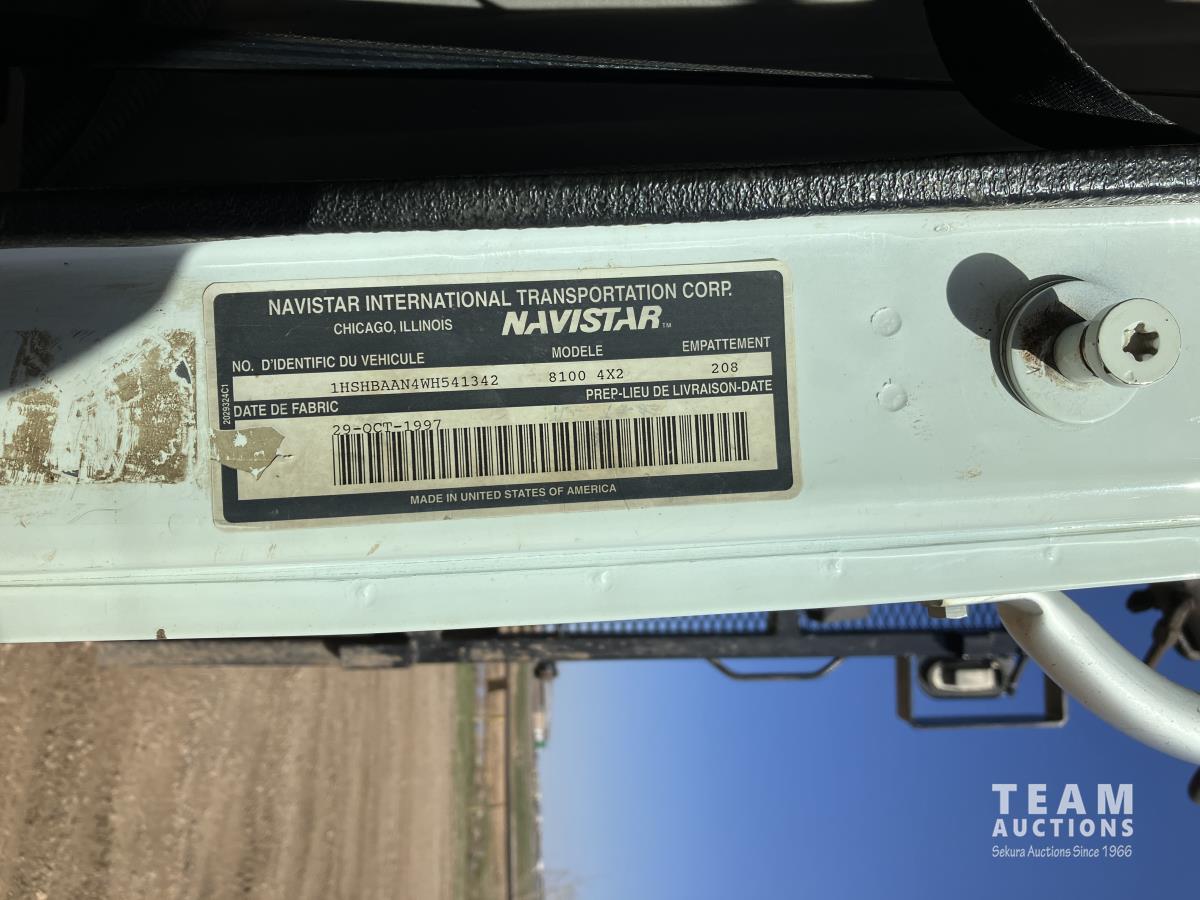 NAVISTAR INTERNATIONAL TRANSPORTATION CORP.
CHICAGO, ILLINOIS NAVISTAR TM
NO. D'IDENTIFIC DU VEHICULE MODELE EMPATTEMENT
1HSHBAAN4WH541342 8100 4X2 208
DATE DE FABRIC PREP-LIEU DE LIVRAISON-DATE
29-OCT-1997
MADE IN UNITED STATES OF AMERICA
2029324C1
TEAM
AUCTIONS
Sekura Auctions Since 1966